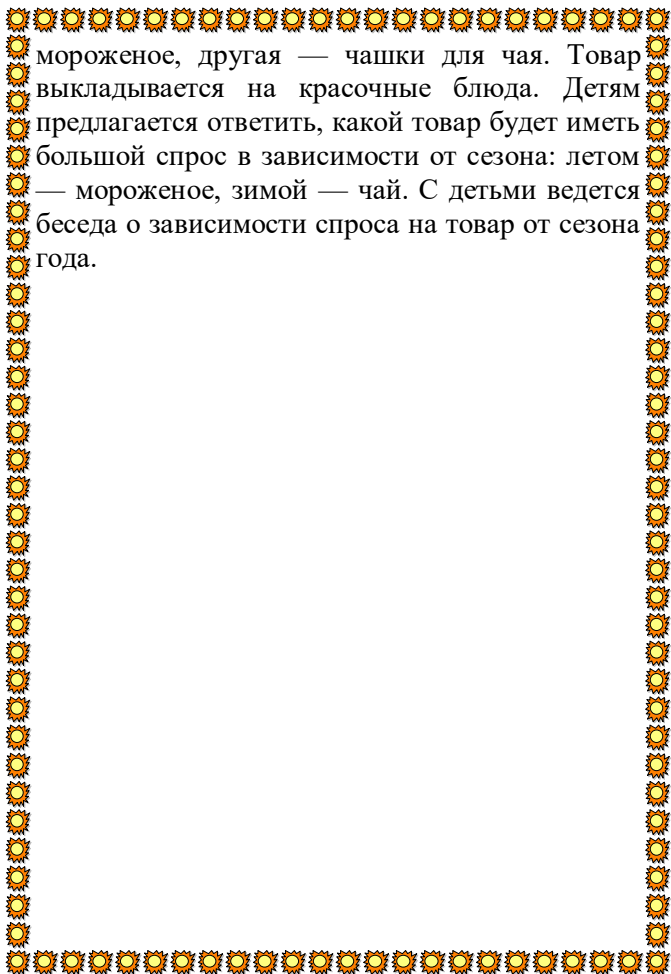 мороженое, другая — чашки для чая. Товар
выкладывается на красочные блюда. Детям
предлагается ответить, какой товар будет иметь
большой спрос в зависимости от сезона: летом
— мороженое, зимой — чай. С детьми ведется
беседа о зависимости спроса на товар от сезона
года.